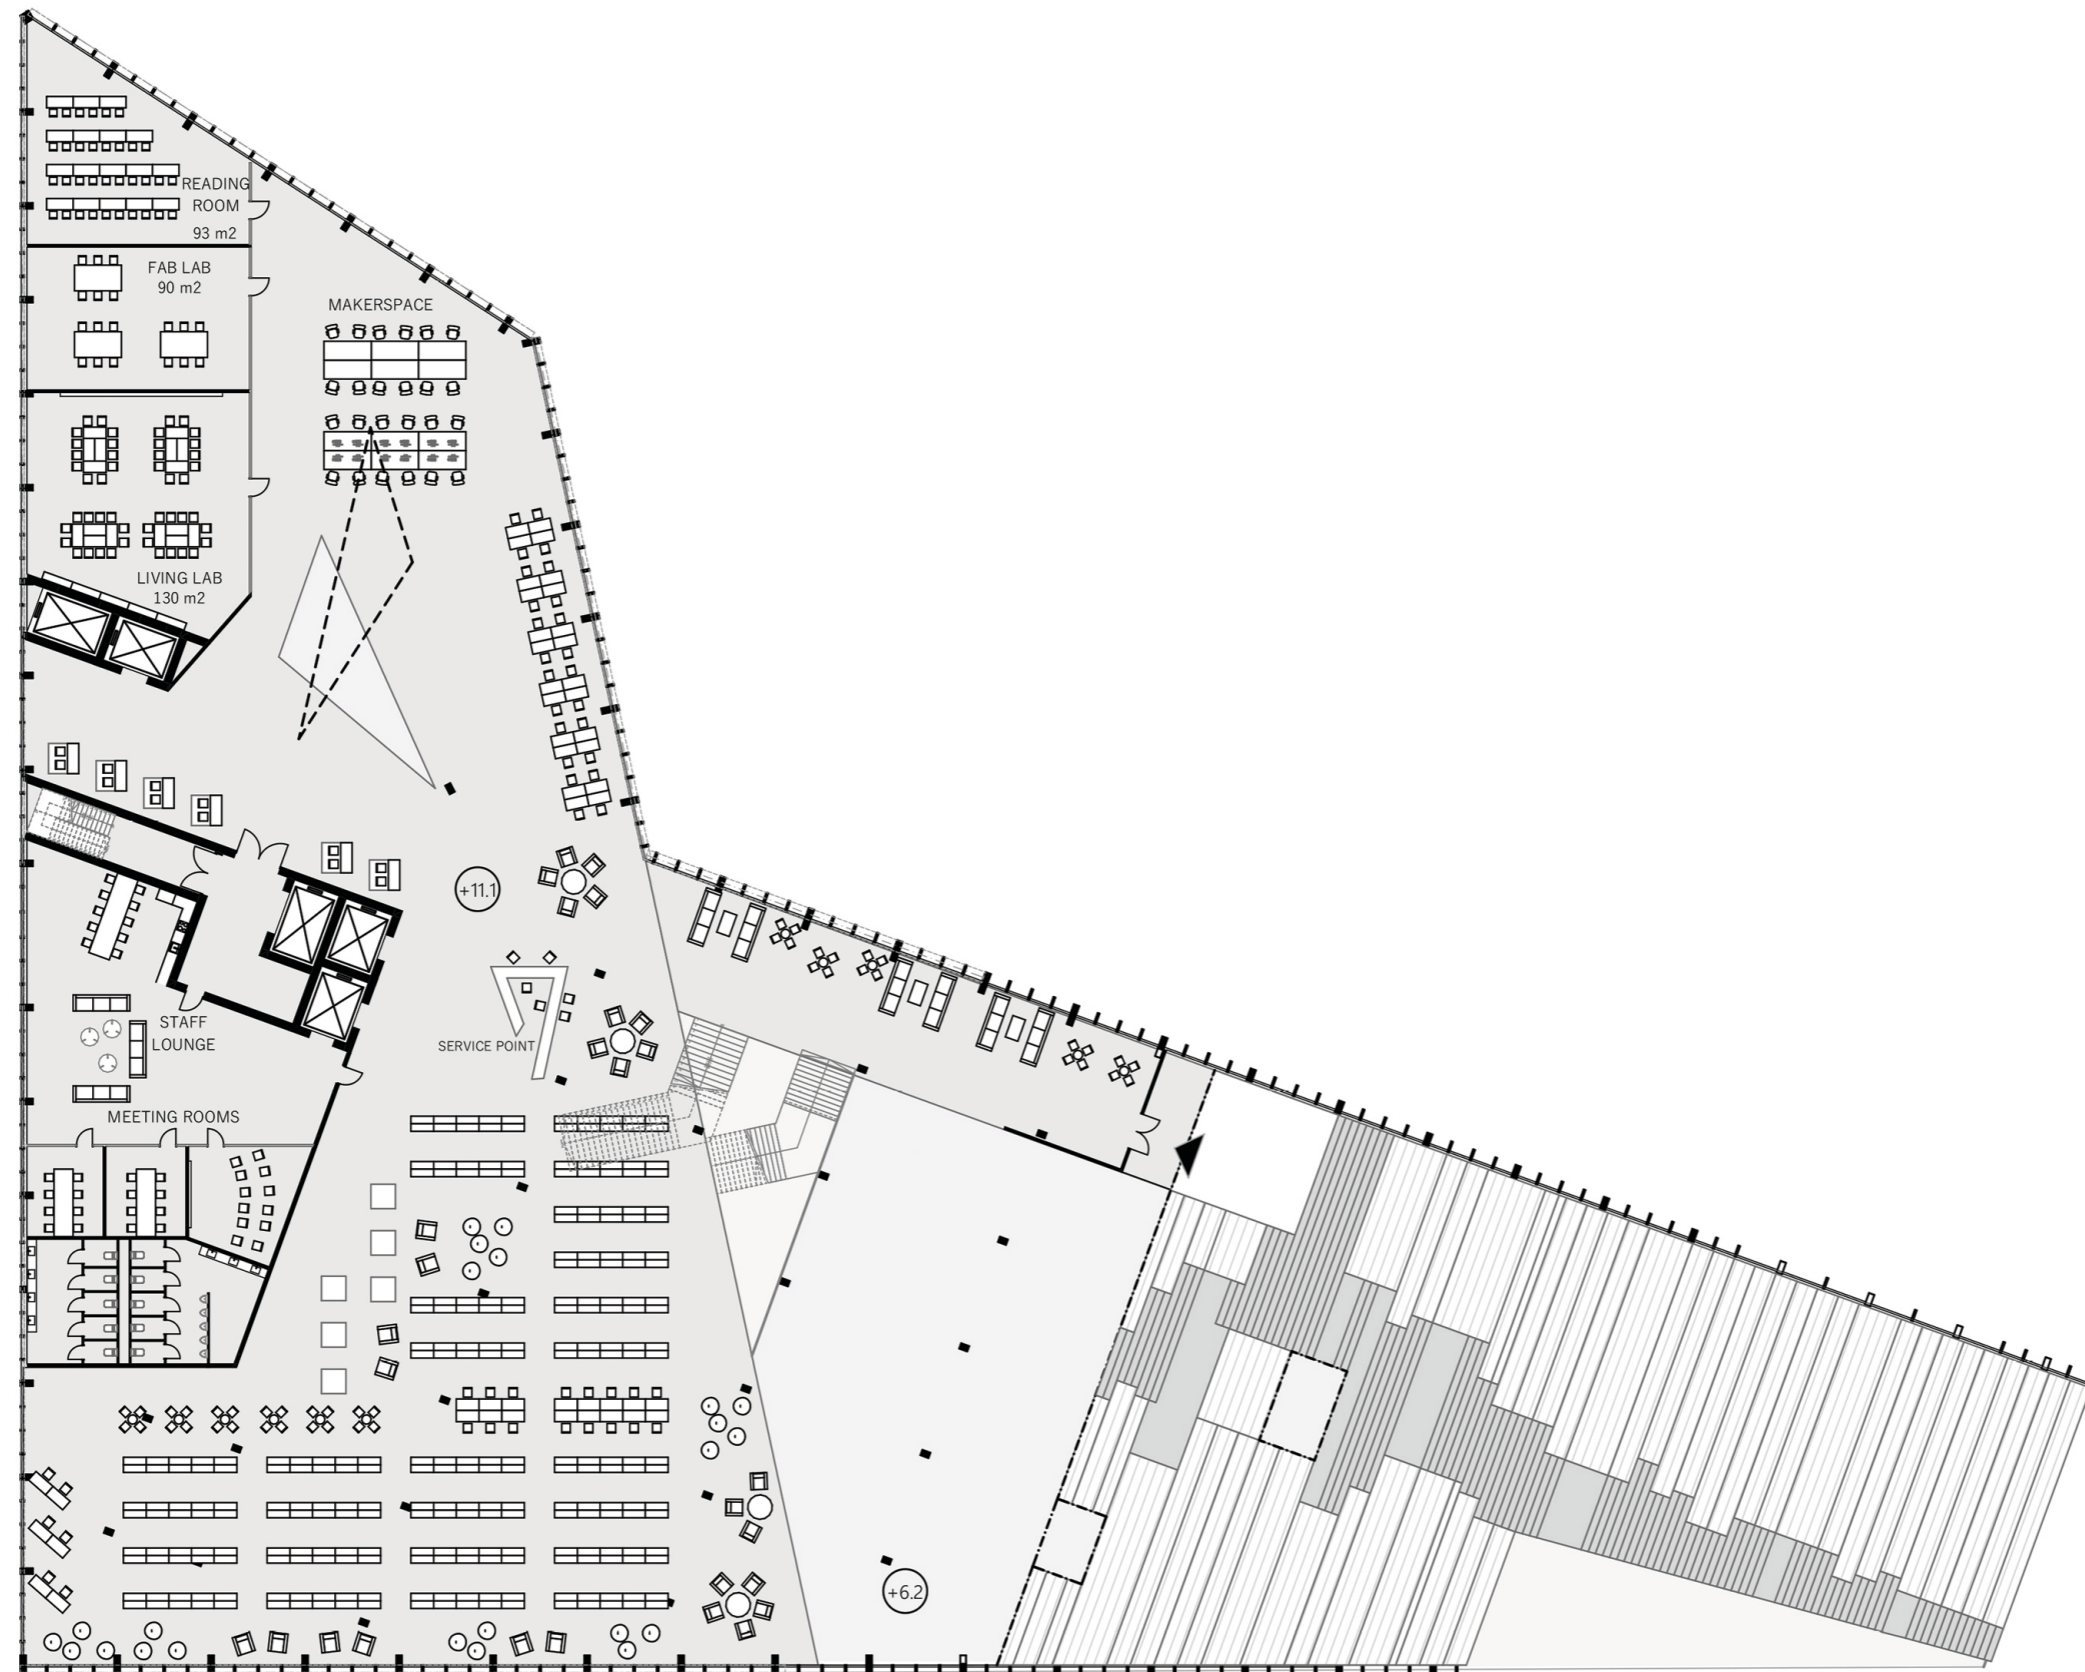 READING
ROOM
93 m2
FAB LAB
90 m2
MAKERSPACE
LIVING LAB
130 m2
+11.1
STAFF
LOUNGE
SERVICE POINT
MEETING ROOMS
+6.2